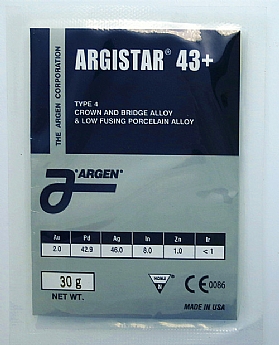 THE ARGEN CORPORATION
ARGISTAR® 43+
TYPE 4
CROWN AND BRIDGE ALLOY
& LOW FUSING PORCELAIN ALLOY
ARGEN®
Au Pd Ag In Zn Ir
2.0 42.9 46.0 8.0 1.0 < 1
30 g
NET WT.
NOBLE
CE 0086
MADE IN USA